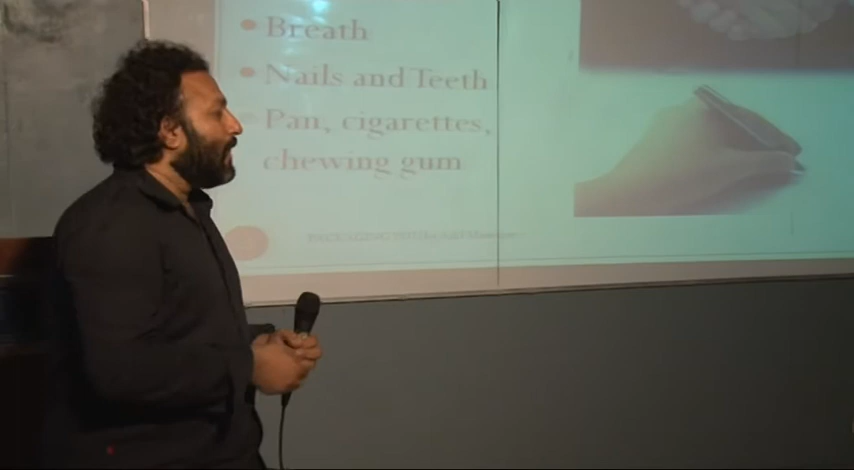 Breath
Nails and Teeth
Pan, cigarettes,
chewing gum